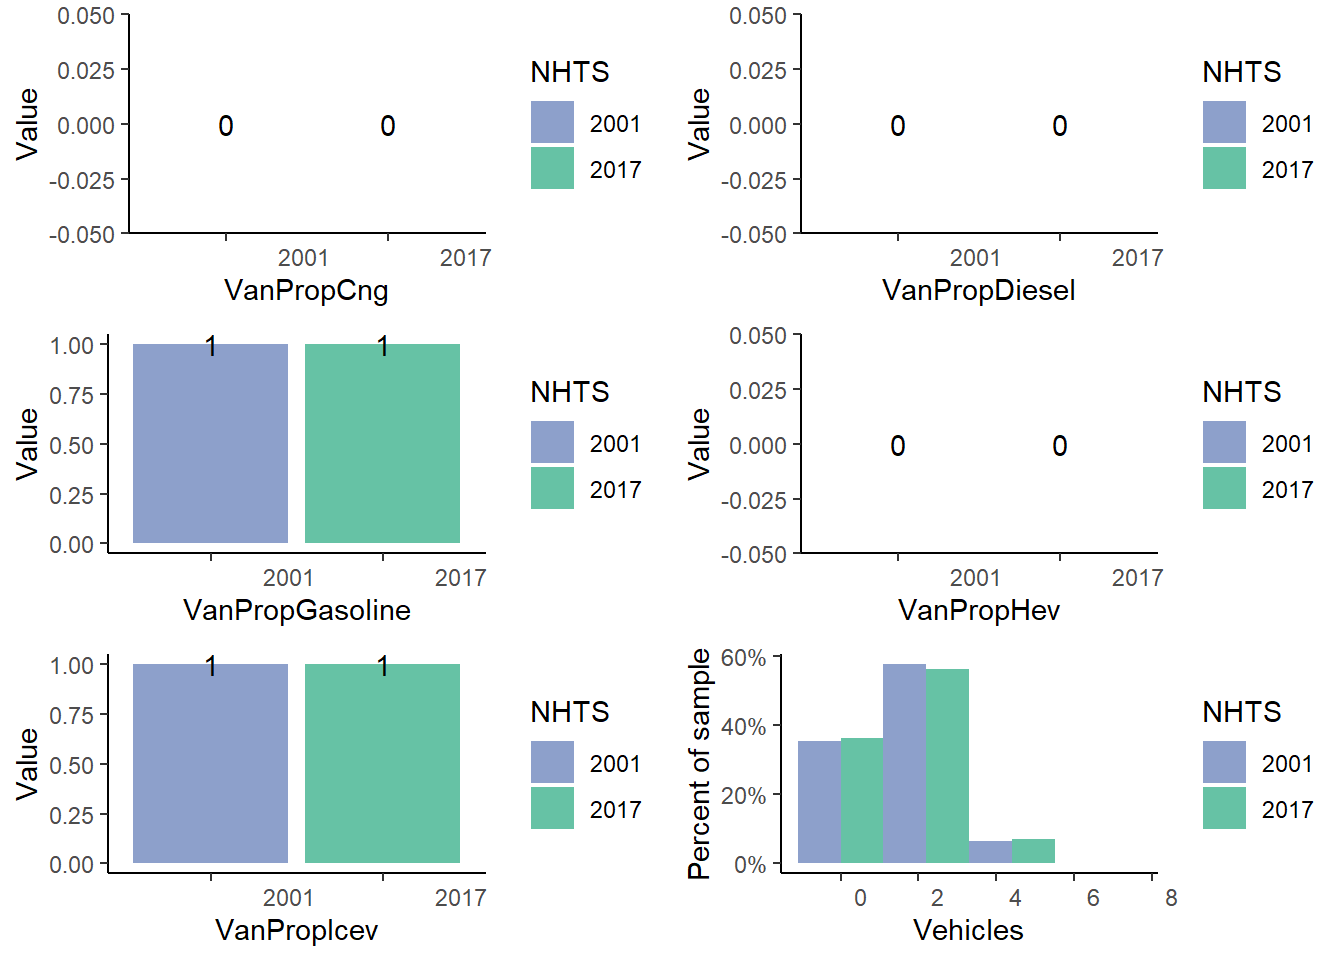 0.050
0.025
0.000
-0.025
-0.050
Value
0 0
2001 2017
VanPropCng
NHTS
2001
2017
0.050
0.025
0.000
-0.025
-0.050
Value
0 0
2001 2017
VanPropDiesel
NHTS
2001
2017
1.00
0.75
0.50
0.25
0.00
Value
1 1
2001 2017
VanPropGasoline
NHTS
2001
2017
0.050
0.025
0.000
-0.025
-0.050
Value
0 0
2001 2017
VanPropHev
NHTS
2001
2017
1.00
0.75
0.50
0.25
0.00
Value
1 1
2001 2017
VanPropIcev
NHTS
2001
2017
60%
40%
20%
0%
Percent of sample
0 2 4 6 8
Vehicles
NHTS
2001
2017